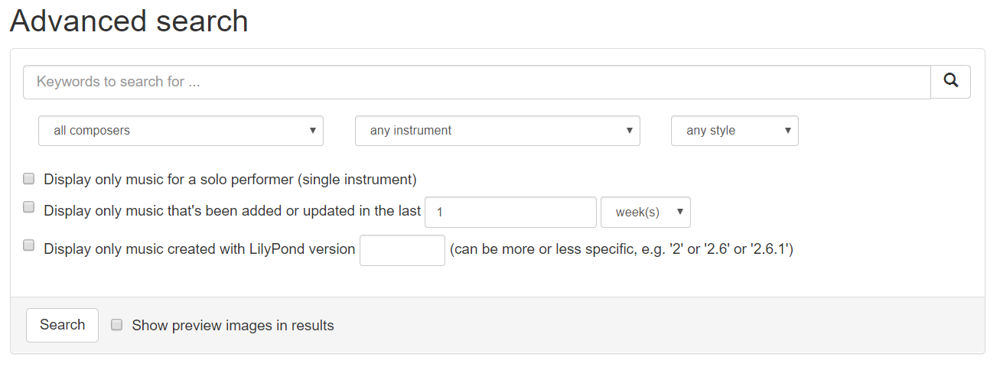 Advanced search
Keywords to search for ...
all composers any instrument any style
Display only music for a solo performer (single instrument)
Display only music that's been added or updated in the last 1 week(s)
Display only music created with LilyPond version (can be more or less specific, e.g. '2' or '2.6' or '2.6.1')
Search Show preview images in results